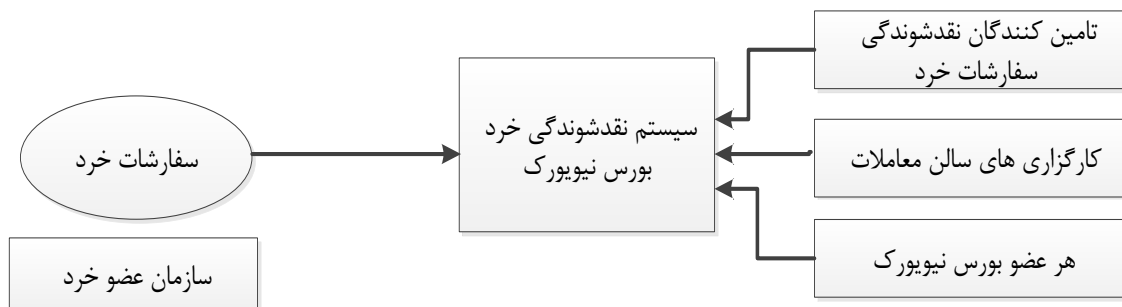 تامین کنندگان نقدشوندگی
سفارشات خرد
سیستم نقدشوندگی خرد
بورس نیویورک
سفارشات خرد
کارگزاری های سالن معاملات
هر عضو بورس نیویورک
سازمان عضو خرد